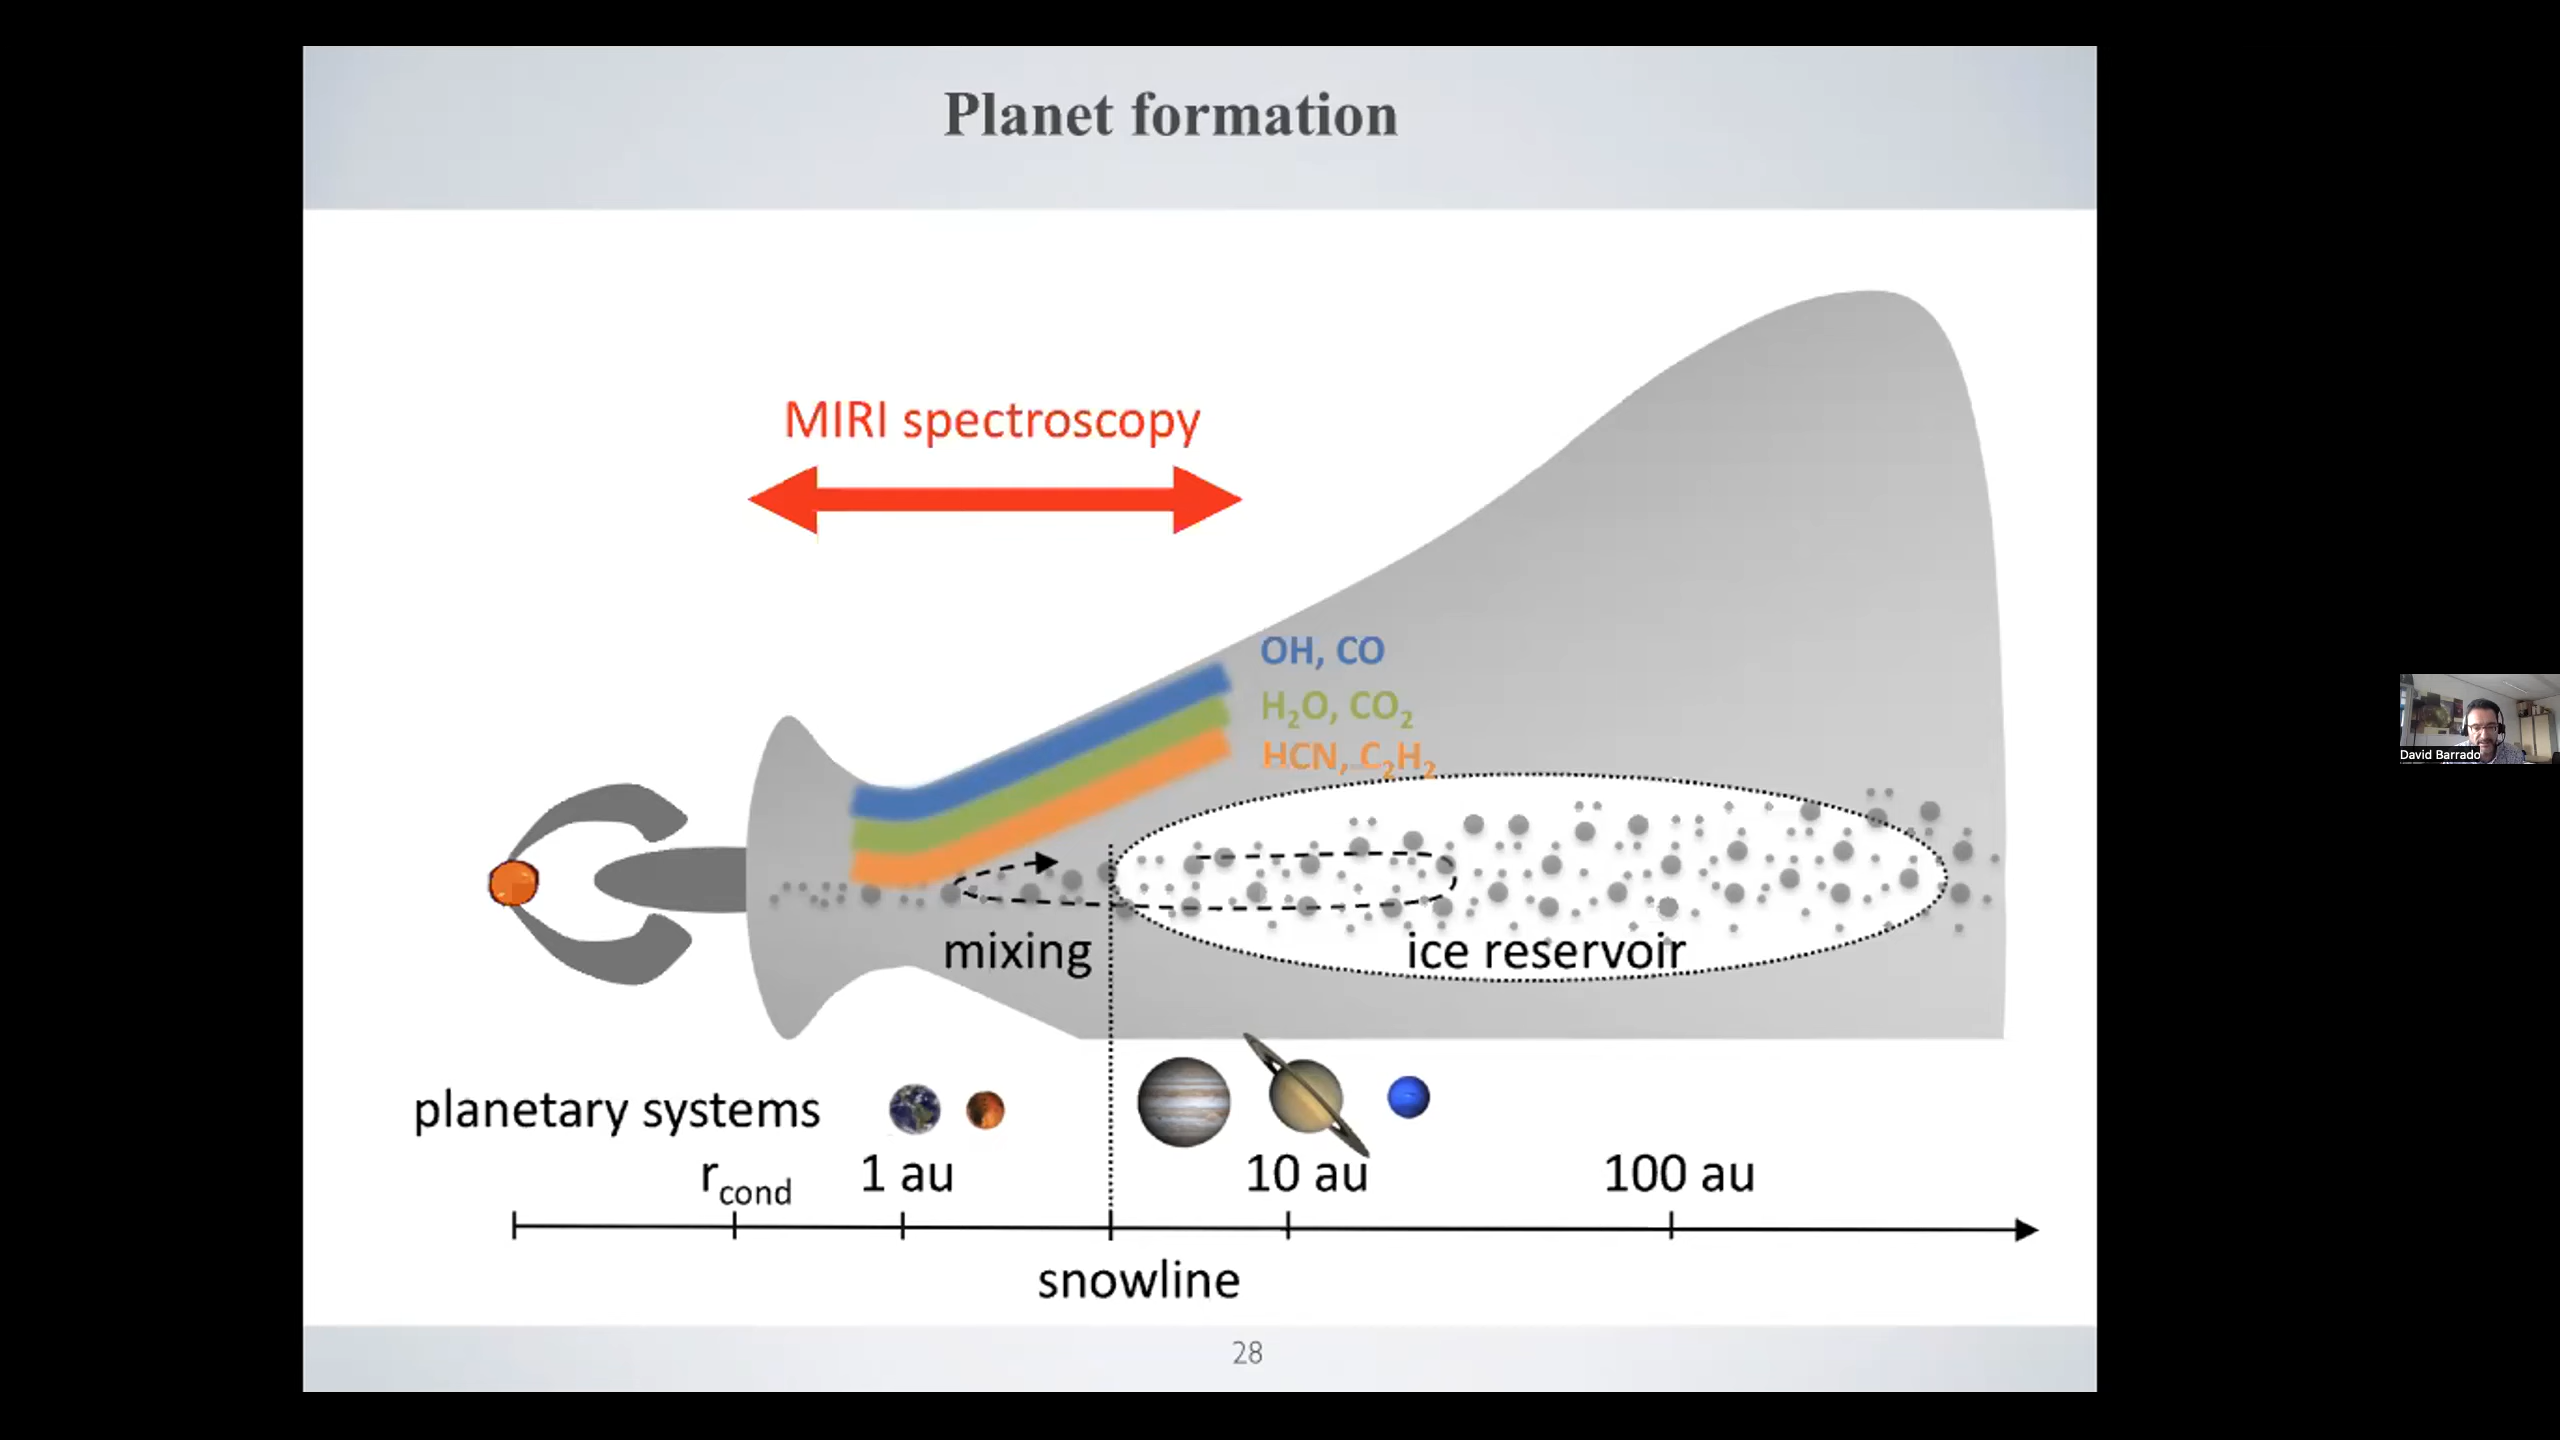 Planet formation
MIRI spectroscopy
OH, CO
H₂O, CO₂
HCN, C₂H₂
David Barrado
mixing
ice reservoir
planetary systems
r_cond 1 au 10 au 100 au
snowline
28